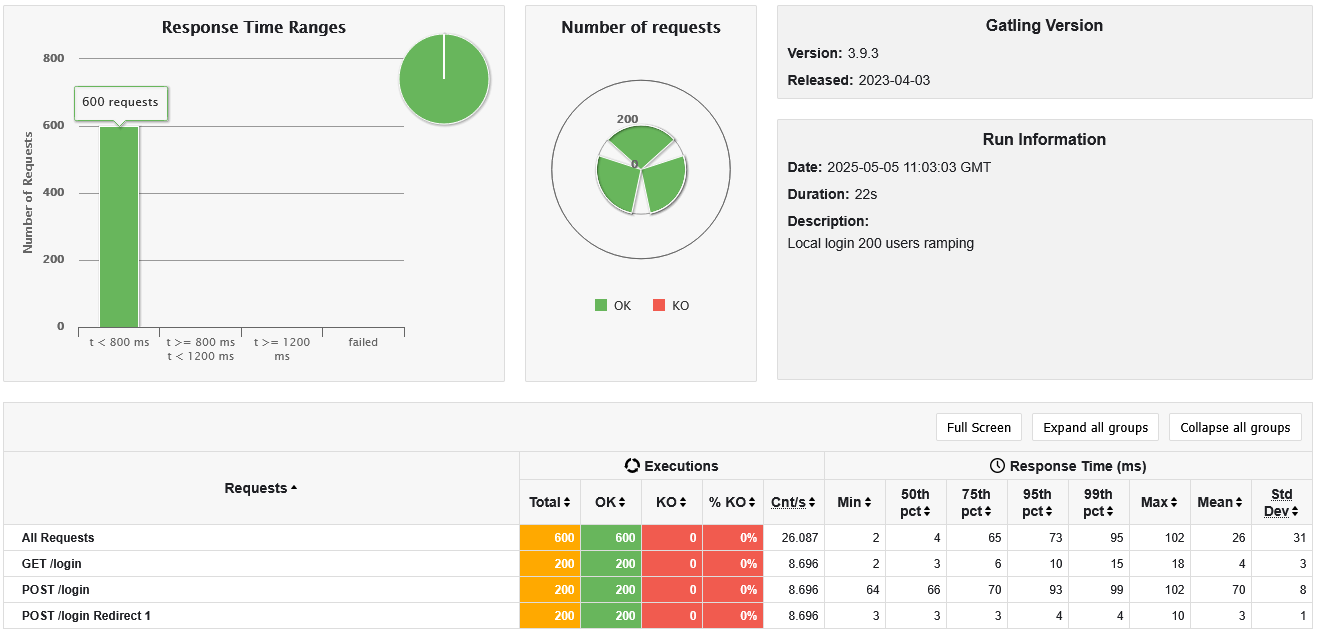 Response Time Ranges
Number of Requests
800
600
400
200
0
600 requests
t < 800 ms
t >= 800 ms
t < 1200 ms
t >= 1200
ms
failed
Number of requests
200
0
OK
KO
Gatling Version
Version: 3.9.3
Released: 2023-04-03
Run Information
Date: 2025-05-05 11:03:03 GMT
Duration: 22s
Description:
Local login 200 users ramping
Full Screen Expand all groups Collapse all groups
Requests
Executions Response Time (ms)
Total OK KO % KO Cnt/s Min 50th pct 75th pct 95th pct 99th pct Max Mean Std Dev
All Requests 600 600 0 0% 26.087 2 4 65 73 95 102 26 31
GET /login 200 200 0 0% 8.696 2 3 6 10 15 18 4 3
POST /login 200 200 0 0% 8.696 64 66 70 93 99 102 70 8
POST /login Redirect 1 200 200 0 0% 8.696 3 3 3 4 4 10 3 1